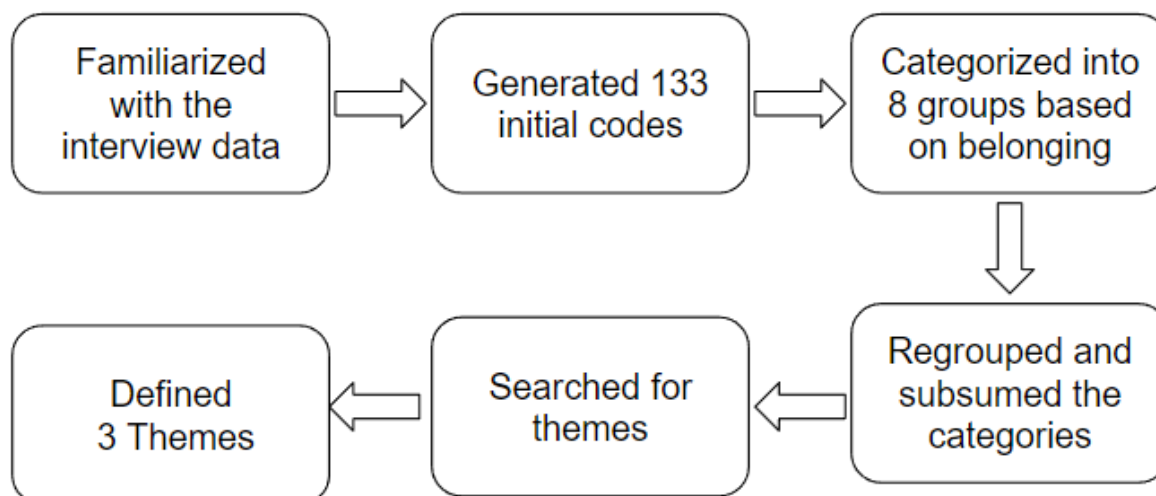 Familiarized
with the
interview data
Generated 133
initial codes
Categorized into
8 groups based
on belonging
Regrouped and
subsumed the
categories
Searched for
themes
Defined
3 Themes